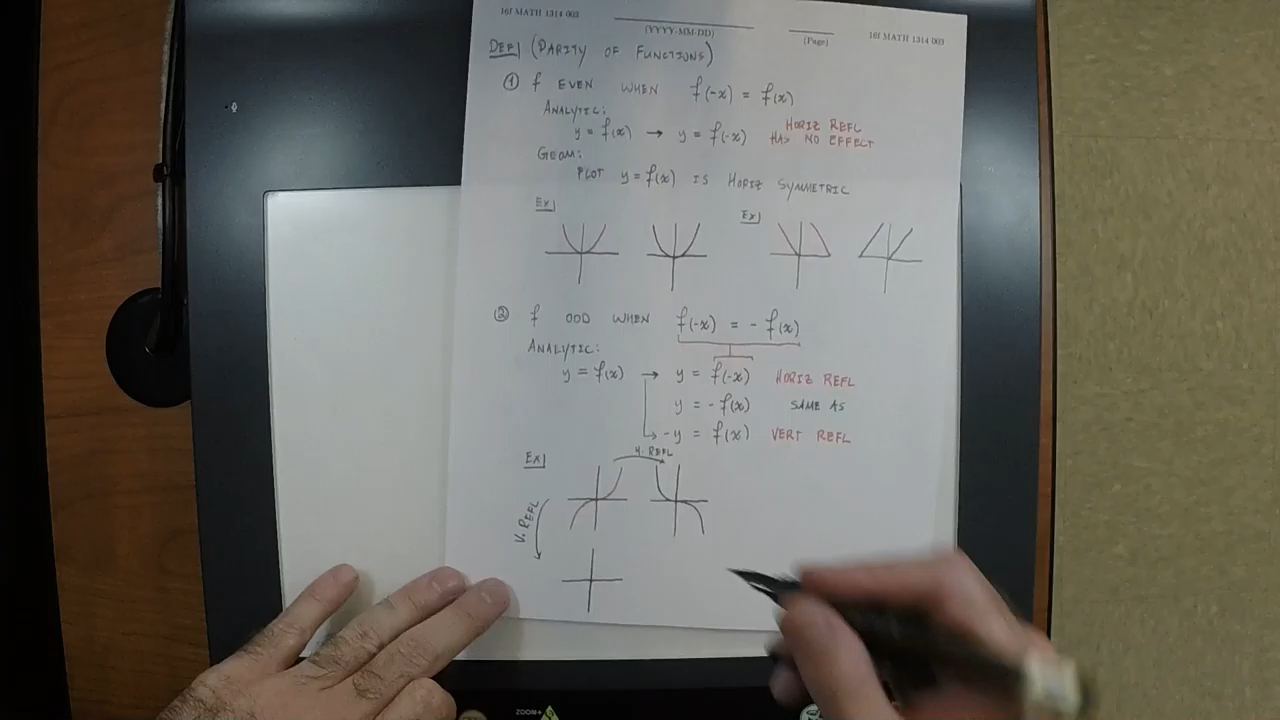 16f MATH 1314 003
(YYYY-MM-DD)
(Page)
16f MATH 1314 003
DEF (PARITY OF FUNCTIONS)
① f EVEN WHEN f(-x) = f(x)
ANALYTIC:
y = f(x) → y = f(-x) HORIZ REFL
HAS NO EFFECT
GEOM:
PLOT y = f(x) IS HORIZ SYMMETRIC
EX
EX
② f ODD WHEN f(-x) = - f(x)
ANALYTIC:
y = f(x) → y = f(-x) HORIZ REFL
y = - f(x) SAME AS
-y = f(x) VERT REFL
EX
H. REFL
V. REFL
ZOOM+